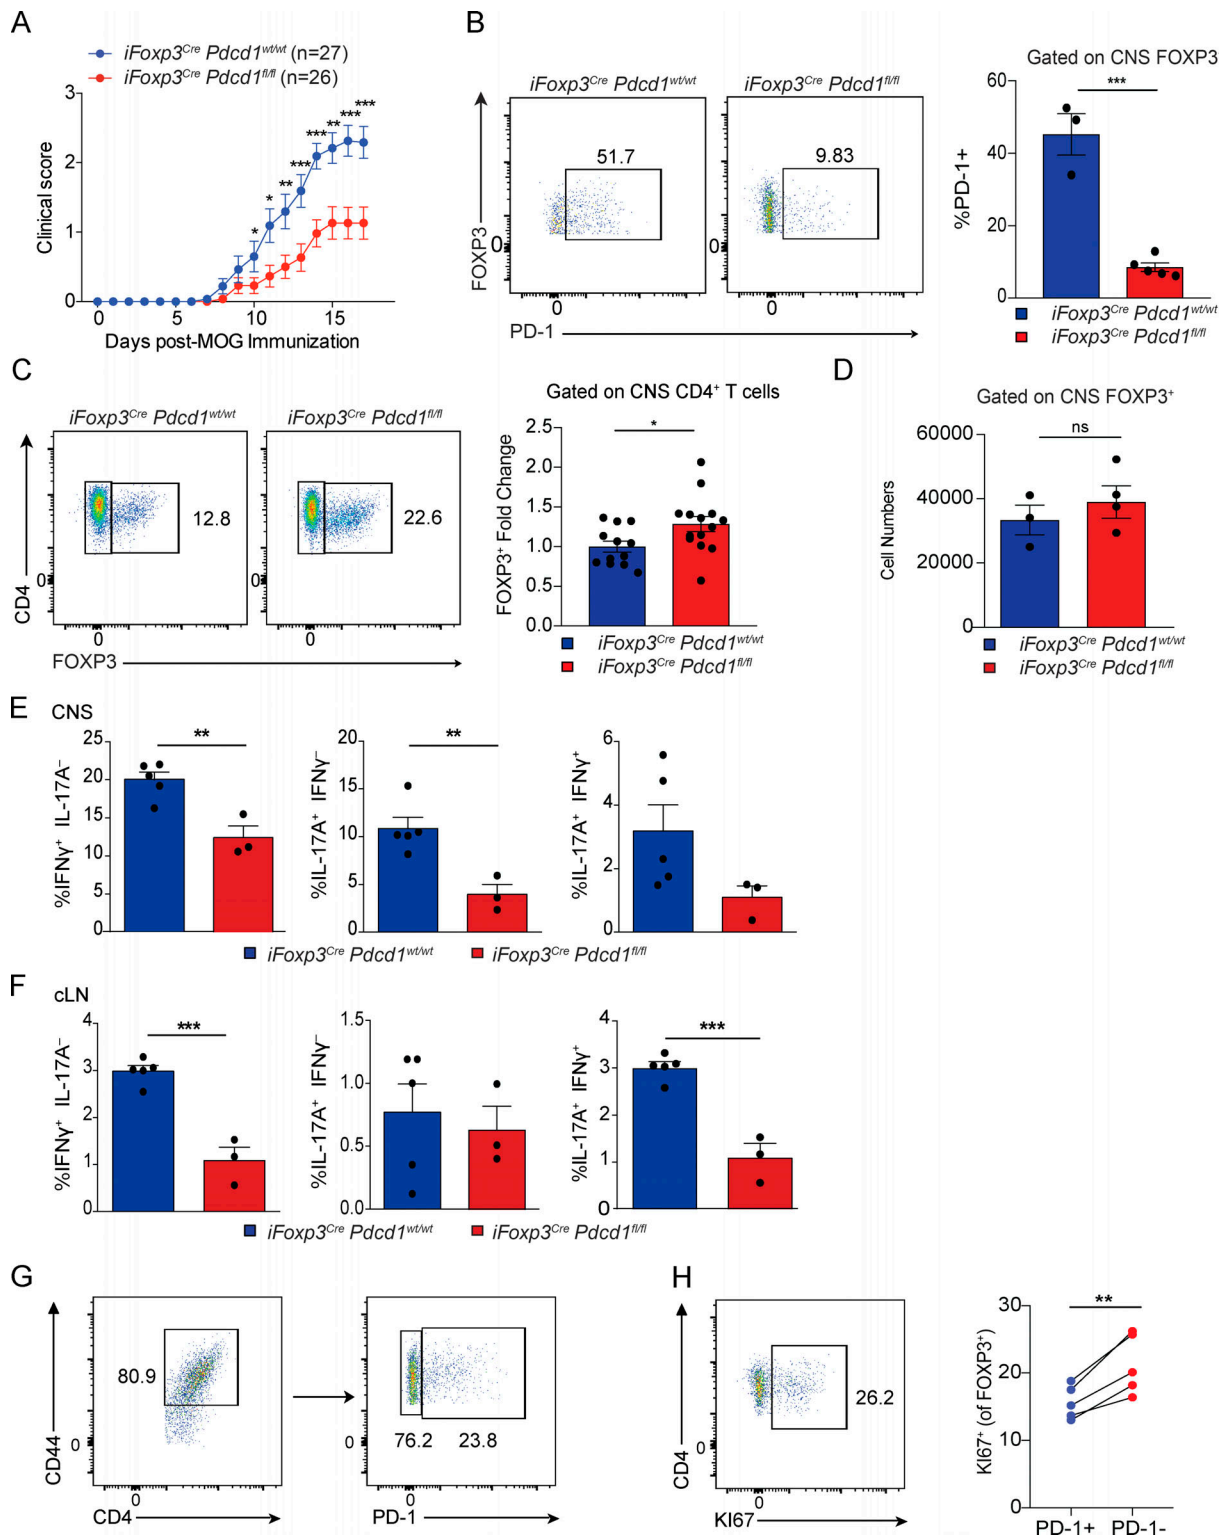 A
iFoxp3Cre Pdcd1wt/wt (n=27)
iFoxp3Cre Pdcd1fl/fl (n=26)
Clinical score
3
2
1
0
* * ** *** *** ** *** ***
0 5 10 15
Days post-MOG Immunization
B
iFoxp3Cre Pdcd1wt/wt
iFoxp3Cre Pdcd1fl/fl
51.7
9.83
FOXP3
0
0
0
0
PD-1
Gated on CNS FOXP3
***
%PD-1+
60
40
20
0
iFoxp3Cre Pdcd1wt/wt
iFoxp3Cre Pdcd1fl/fl
C
iFoxp3Cre Pdcd1wt/wt
iFoxp3Cre Pdcd1fl/fl
12.8
22.6
CD4
0
0
0
0
FOXP3
Gated on CNS CD4+ T cells
*
FOXP3+ Fold Change
2.5
2.0
1.5
1.0
0.5
0.0
iFoxp3Cre Pdcd1wt/wt
iFoxp3Cre Pdcd1fl/fl
D
Gated on CNS FOXP3+
ns
Cell Numbers
60000
40000
20000
0
iFoxp3Cre Pdcd1wt/wt
iFoxp3Cre Pdcd1fl/fl
E
CNS
%IFNγ+ IL-17A−
25
20
15
10
5
0
**
%IL-17A+ IFNγ−
20
15
10
5
0
**
%IL-17A+ IFNγ+
6
4
2
0
iFoxp3Cre Pdcd1wt/wt
iFoxp3Cre Pdcd1fl/fl
F
cLN
%IFNγ+ IL-17A−
4
3
2
1
0
***
%IL-17A+ IFNγ−
1.5
1.0
0.5
0.0
%IL-17A+ IFNγ+
4
3
2
1
0
***
iFoxp3Cre Pdcd1wt/wt
iFoxp3Cre Pdcd1fl/fl
G
CD44
80.9
0
0
CD4
76.2
23.8
0
0
PD-1
H
CD4
26.2
0
0
KI67
**
KI67+ (of FOXP3+)
30
20
10
0
PD-1+ PD-1-